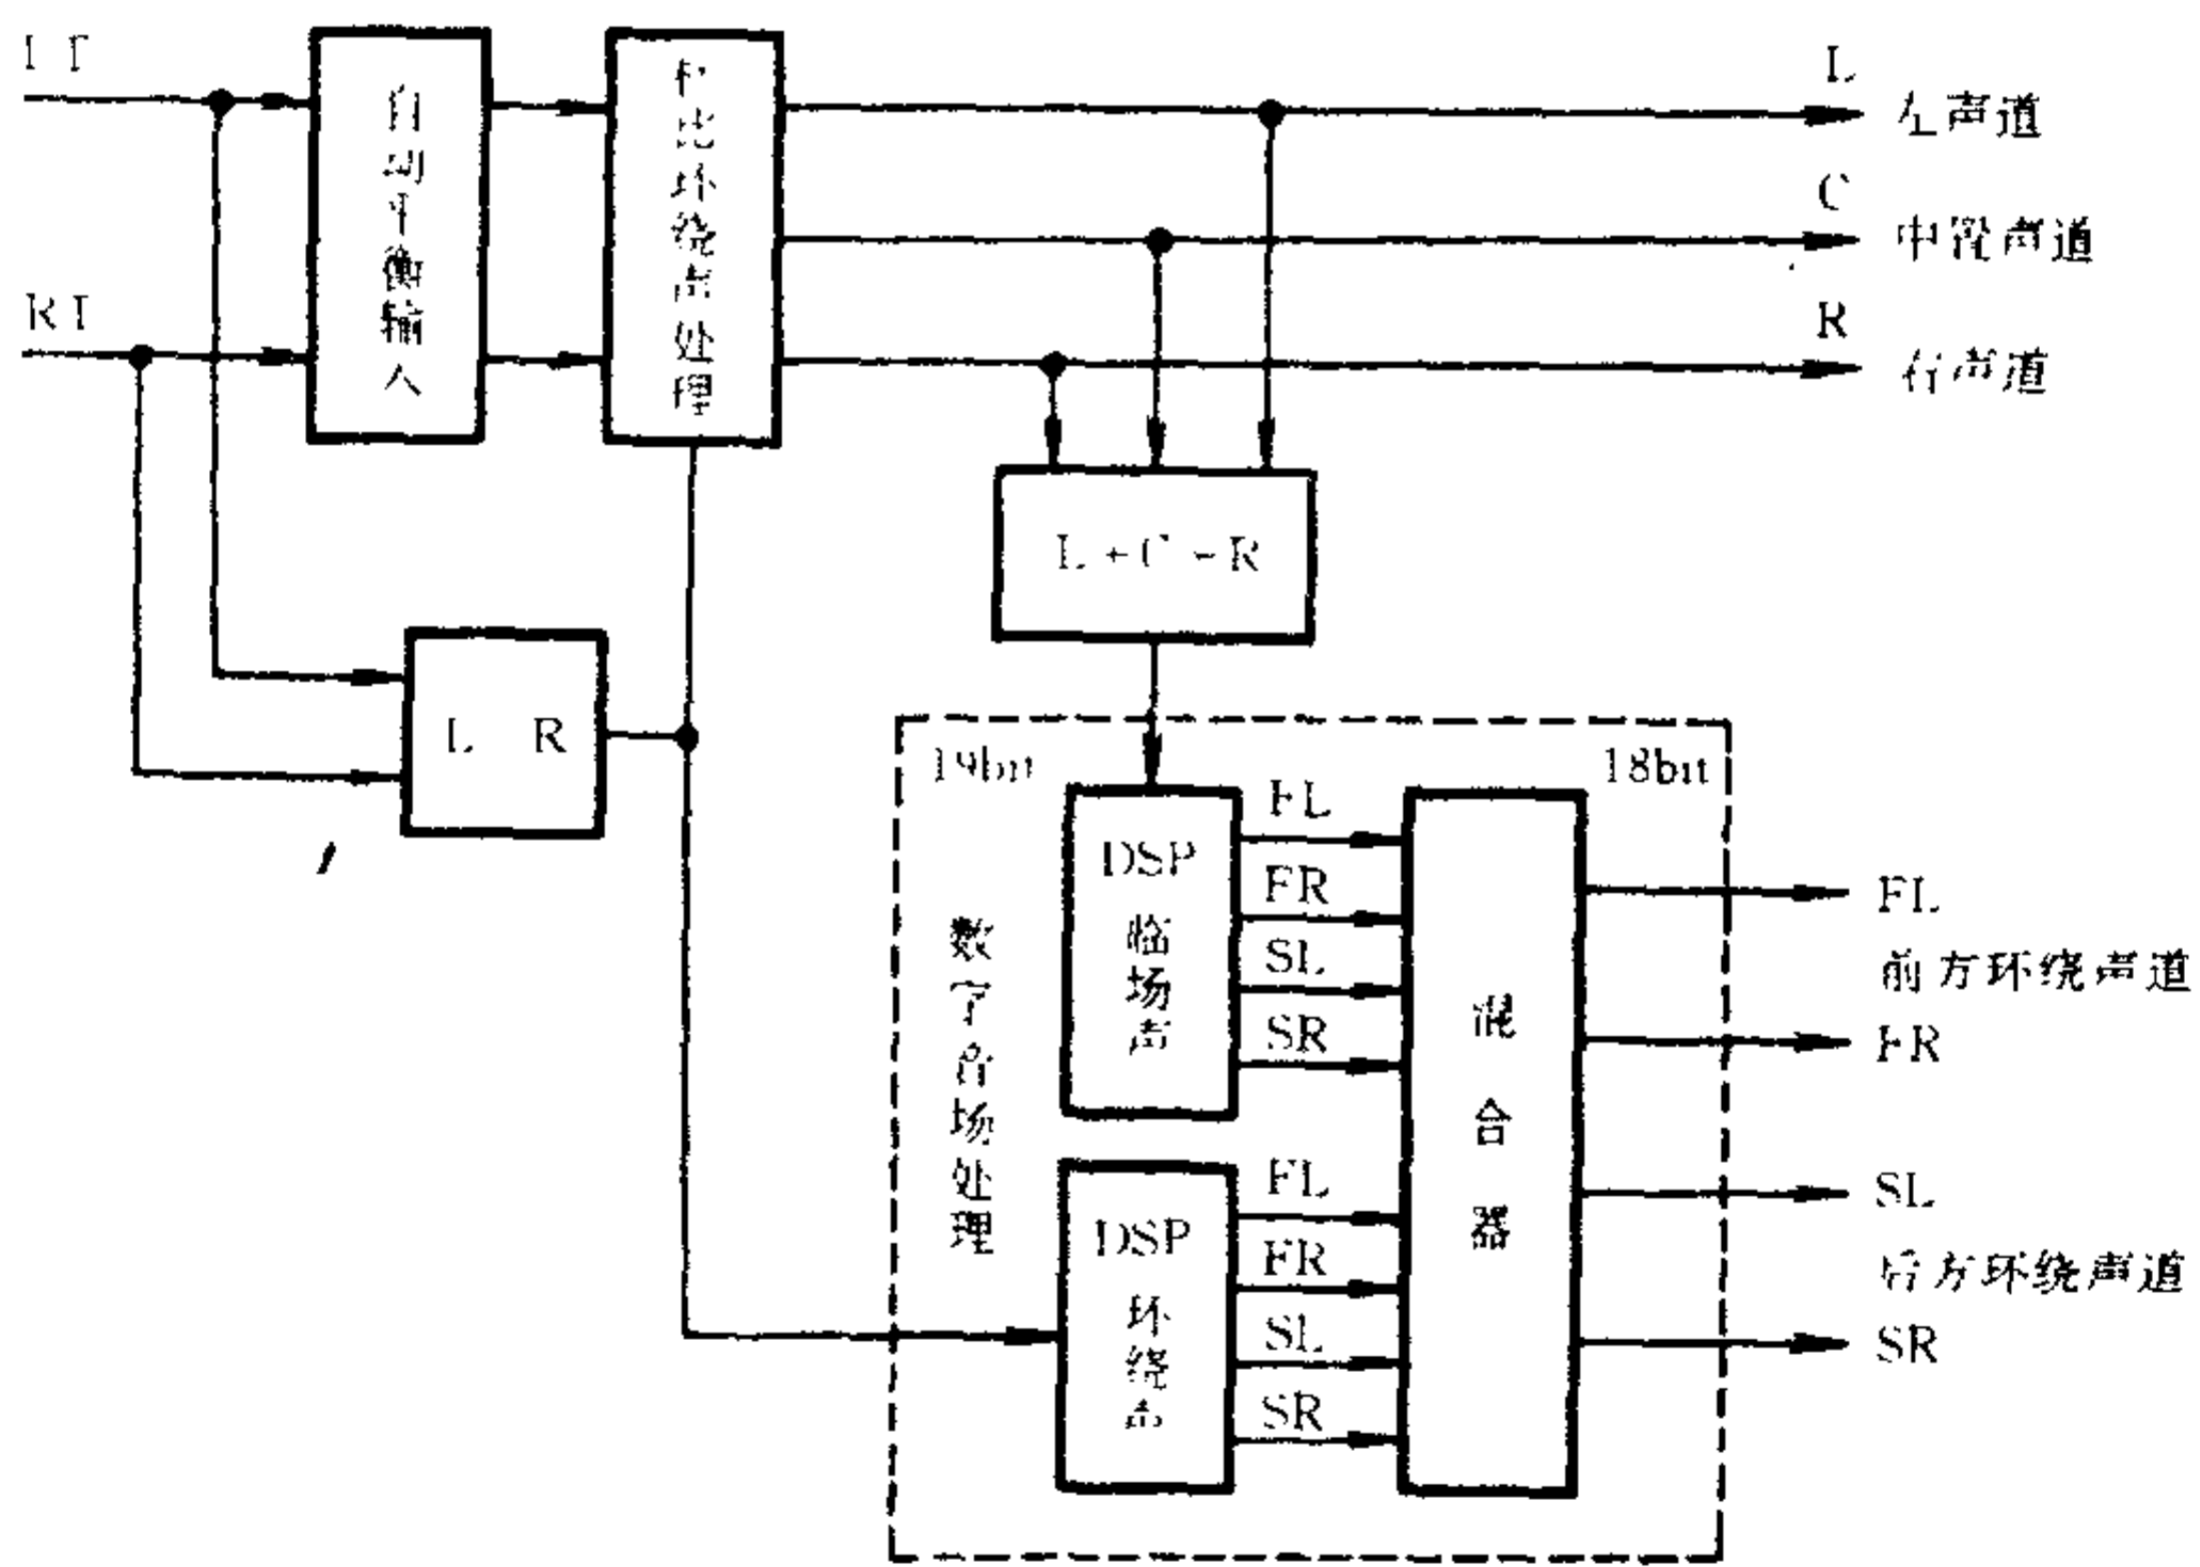 L
左声道
C
中置声道
R
右声道
RT
自动平衡输入
环绕声处理
L+C+R
L R
19bit
18bit
数字音场处理
DSP
临场声
FL
FR
SL
SR
DSP
环绕声
FL
FR
SL
SR
混合器
FL
前方环绕声道
FR
SL
后方环绕声道
SR